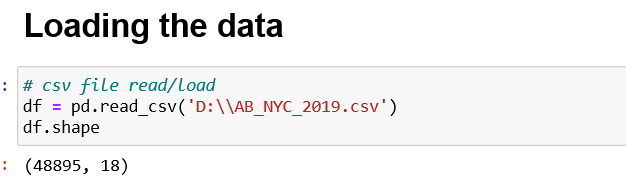 Loading the data
: # csv file read/load
df = pd.read_csv('D:\\AB_NYC_2019.csv')
df.shape
: (48895, 18)